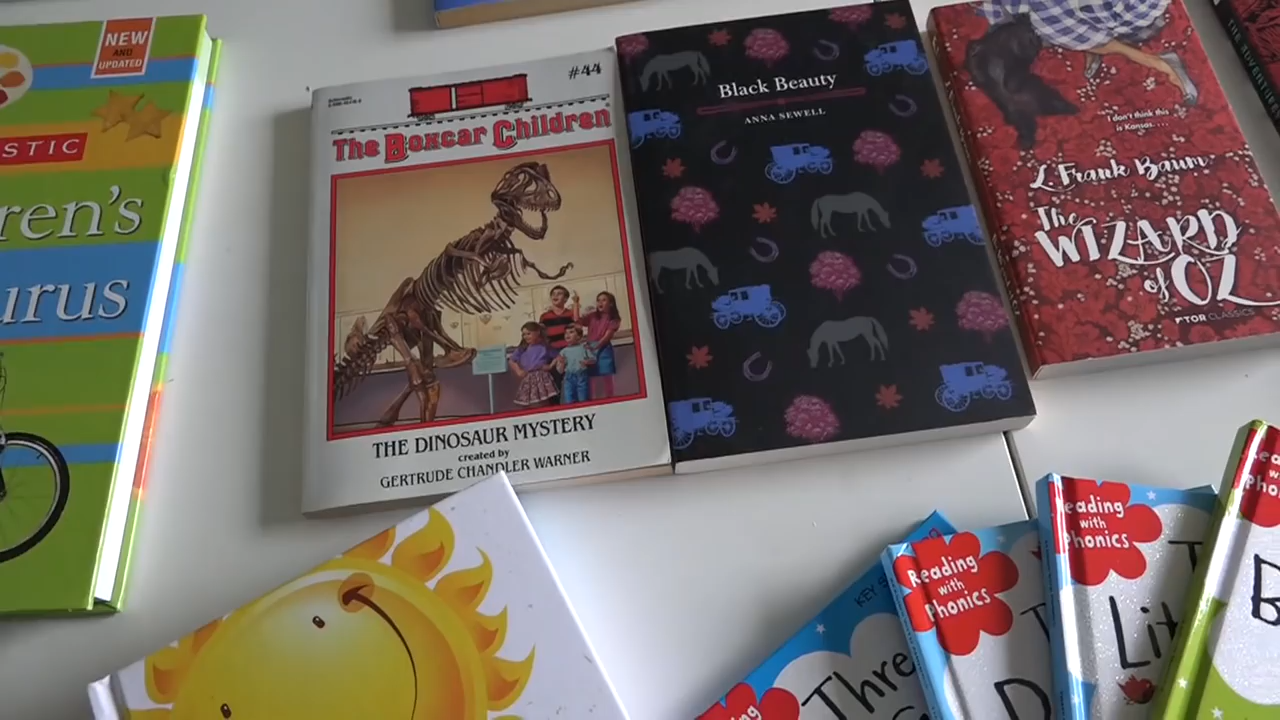 NEW
AND
UPDATED
STIC
ren's
urus
#44
The Boxcar Children
THE DINOSAUR MYSTERY
created by
GERTRUDE CHANDLER WARNER
Black Beauty
ANNA SEWELL
I don't think this
is Kansas...
L. Frank Baum
The
WIZARD
of OZ
TOR CLASSICS
KEY
Thre
Reading
with
Phonics
D
Reading
with
Phonics
Lit
B